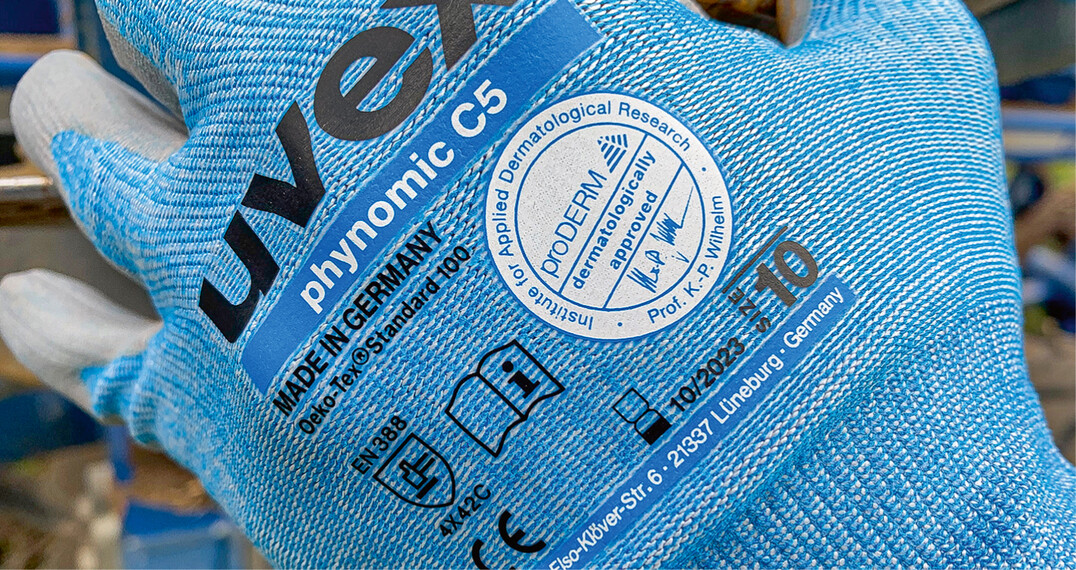 uvex
phynomic C5
MADE IN GERMANY
Oeko-Tex®Standard 100
Institute for Applied Dermatological Research
proDERM
dermatologically
approved
Prof. K.-P. Wilhelm
SIZE 10
10/2023
i
EN 388
4X42C
CE
Elso-Klöver-Str. 6 · 21337 Lüneburg · Germany